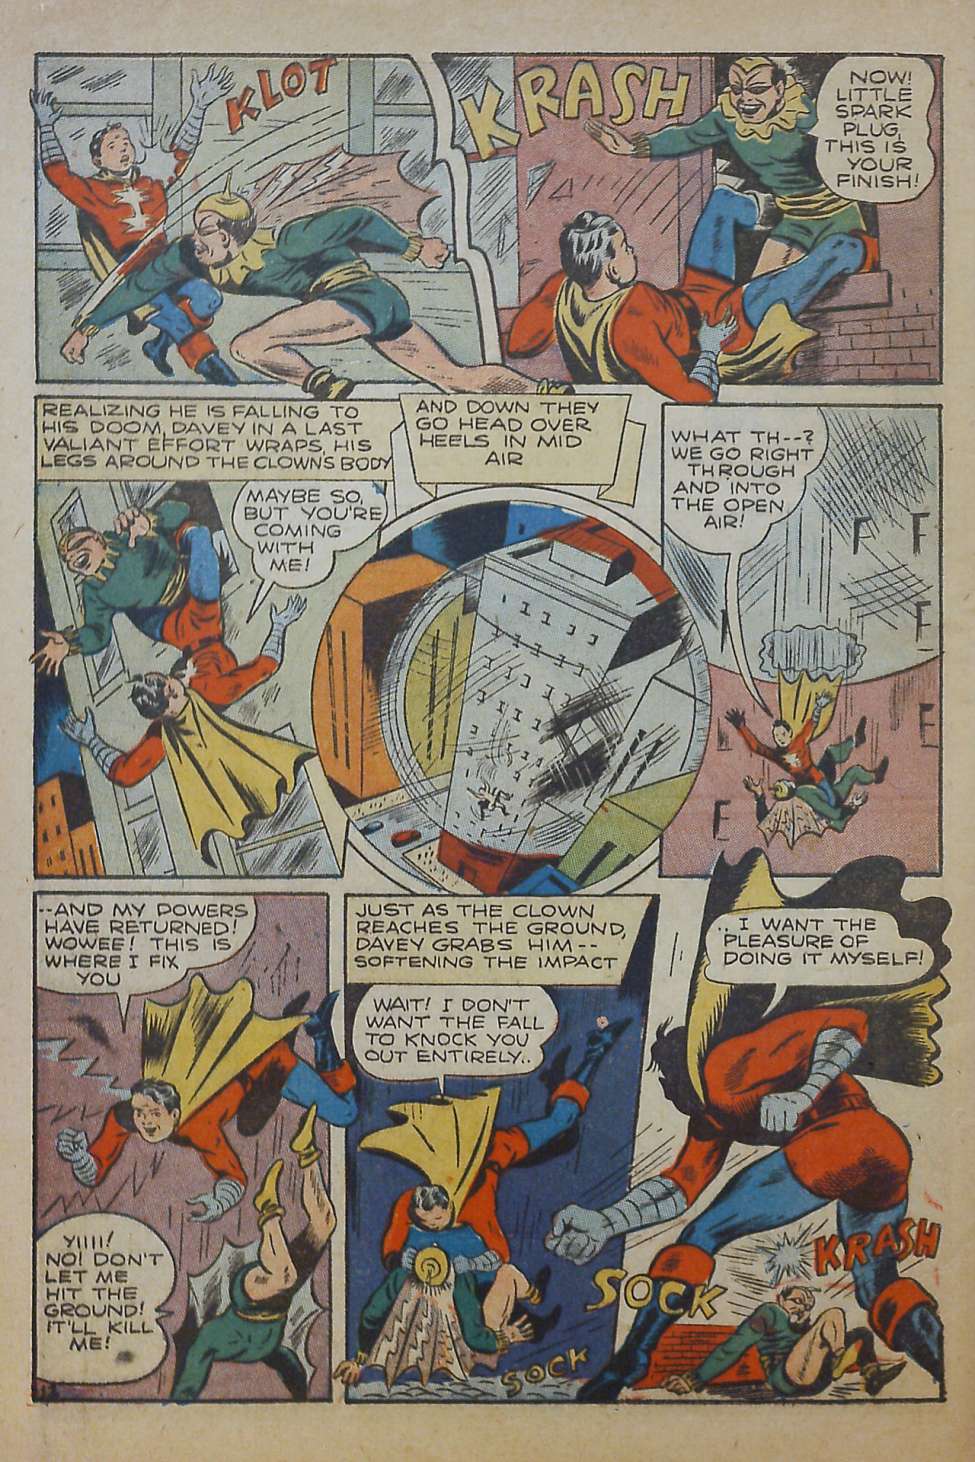 KLOT
KRASH
NOW!
LITTLE
SPARK
PLUG,
THIS IS
YOUR
FINISH!
REALIZING HE IS FALLING TO
HIS DOOM, DAVEY IN A LAST
VALIANT EFFORT WRAPS, HIS
LEGS AROUND THE CLOWN'S BODY
MAYBE SO,
BUT YOU'RE
COMING
WITH
ME!
AND DOWN THEY
GO HEAD OVER
HEELS IN MID
AIR
WHAT TH--?
WE GO RIGHT
THROUGH
AND INTO
THE OPEN
AIR!
--AND MY POWERS
HAVE RETURNED!
WOWEE! THIS IS
WHERE I FIX
YOU
YIIII!
NO! DON'T
LET ME
HIT THE
GROUND!
IT'LL KILL
ME!
JUST AS THE CLOWN
REACHES THE GROUND,
DAVEY GRABS HIM--
SOFTENING THE IMPACT
WAIT! I DON'T
WANT THE FALL
TO KNOCK YOU
OUT ENTIRELY..
SOCK
.. I WANT THE
PLEASURE OF
DOING IT MYSELF!
SOCK
KRASH